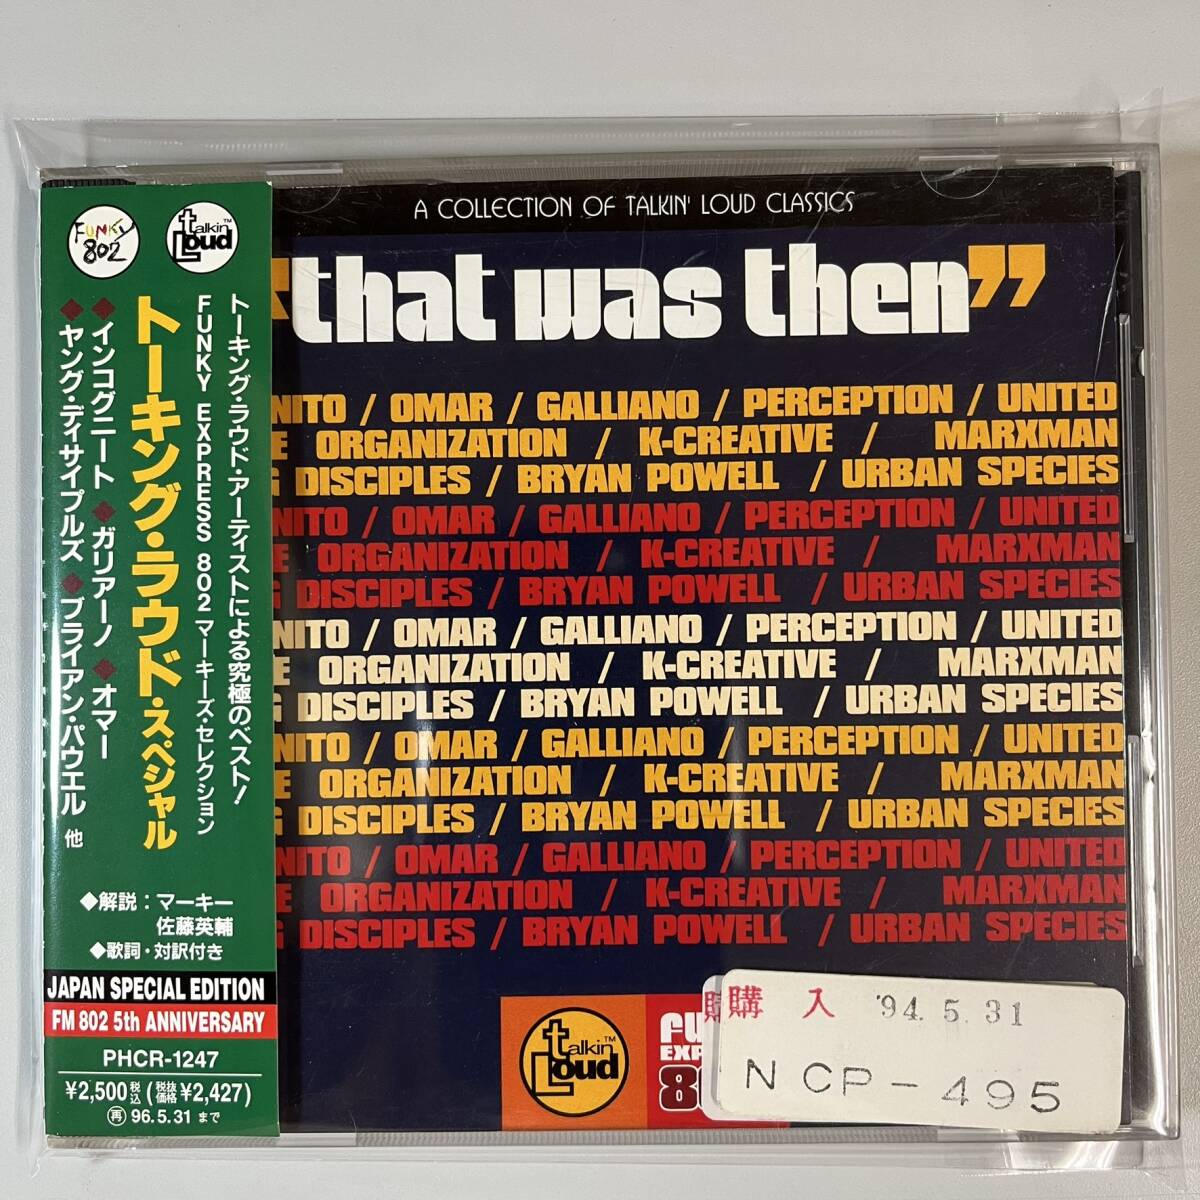 FUNKY
802
talkin
Loud
TM
トーキング・ラウド・アーティストによる究極のベスト!
FUNKY EXPRESS 802 マーキーズ・セレクション
トーキング・ラウド・スペシャル
◆インコグニート ◆ガリアーノ ◆オマー
◆ヤング・ディサイプルズ ◆ブライアン・パウエル 他
◆解説:マーキー
佐藤英輔
◆歌詞・対訳付き
JAPAN SPECIAL EDITION
FM 802 5th ANNIVERSARY
PHCR-1247
¥2,500税込(税抜価格¥2,427)
再 96.5.31 まで
A COLLECTION OF TALKIN' LOUD CLASSICS
"that was then"
NITO / OMAR / GALLIANO / PERCEPTION / UNITED
E ORGANIZATION / K-CREATIVE / MARXMAN
G DISCIPLES / BRYAN POWELL / URBAN SPECIES
NITO / OMAR / GALLIANO / PERCEPTION / UNITED
E ORGANIZATION / K-CREATIVE / MARXMAN
G DISCIPLES / BRYAN POWELL / URBAN SPECIES
NITO / OMAR / GALLIANO / PERCEPTION / UNITED
E ORGANIZATION / K-CREATIVE / MARXMAN
G DISCIPLES / BRYAN POWELL / URBAN SPECIES
NITO / OMAR / GALLIANO / PERCEPTION / UNITED
E ORGANIZATION / K-CREATIVE / MARXMAN
G DISCIPLES / BRYAN POWELL / URBAN SPECIES
NITO / OMAR / GALLIANO / PERCEPTION / UNITED
E ORGANIZATION / K-CREATIVE / MARXMAN
G DISCIPLES / BRYAN POWELL / URBAN SPECIES
talkin
Loud
TM
fu
EXP
80
購
購 入 '94.5.31
NCP-495